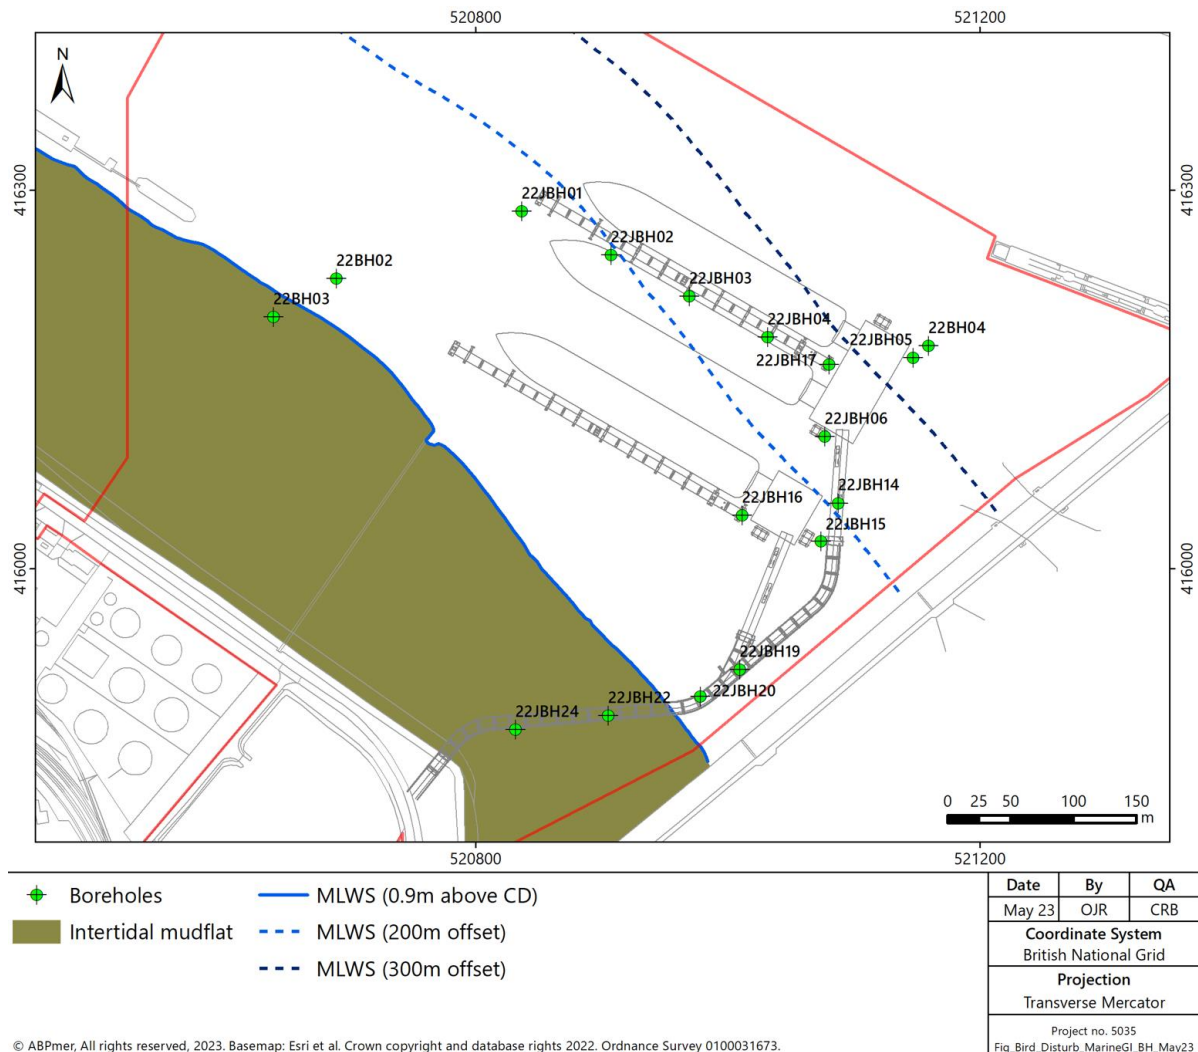 520800
521200
N
416300
416300
22JBH01
22JBH02
22BH02
22JBH03
22BH03
22JBH04
22BH04
22JBH05
22JBH17
22JBH06
22JBH14
22JBH16
22JBH15
416000
416000
22JBH19
22JBH20
22JBH22
22JBH24
0 25 50 100 150
m
520800
521200
Boreholes
Intertidal mudflat
MLWS (0.9m above CD)
MLWS (200m offset)
MLWS (300m offset)
Date By QA
May 23 OJR CRB
Coordinate System
British National Grid
Projection
Transverse Mercator
Project no. 5035
Fig_Bird_Disturb_MarineGI_BH_May23
© ABPmer, All rights reserved, 2023. Basemap: Esri et al. Crown copyright and database rights 2022. Ordnance Survey 0100031673.